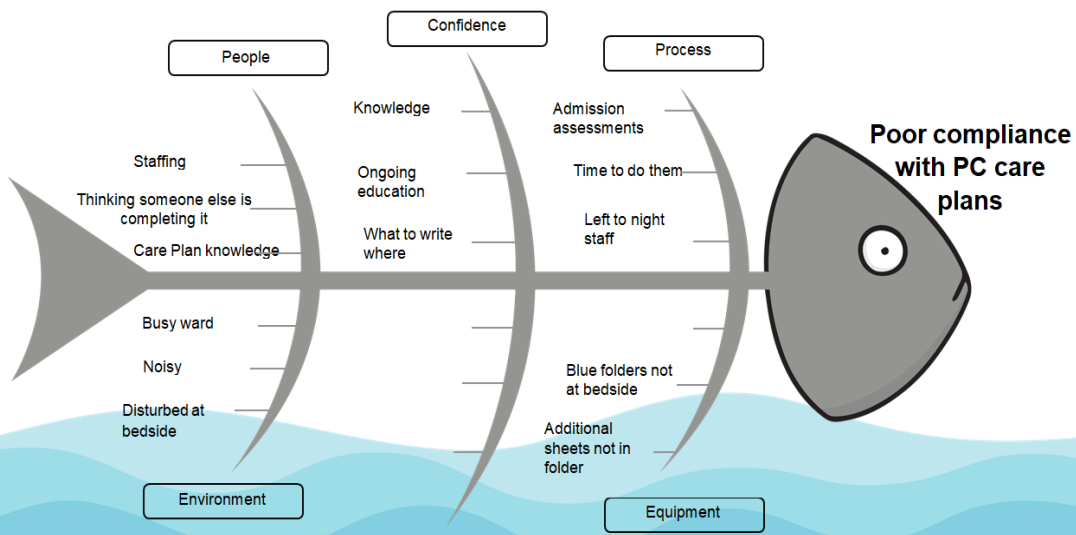 People
Confidence
Process
Staffing
Thinking someone else is
completing it
Care Plan knowledge
Knowledge
Ongoing
education
What to write
where
Admission
assessments
Time to do them
Left to night
staff
Poor compliance
with PC care
plans
Busy ward
Noisy
Disturbed at
bedside
Blue folders not
at bedside
Additional
sheets not in
folder
Environment
Equipment